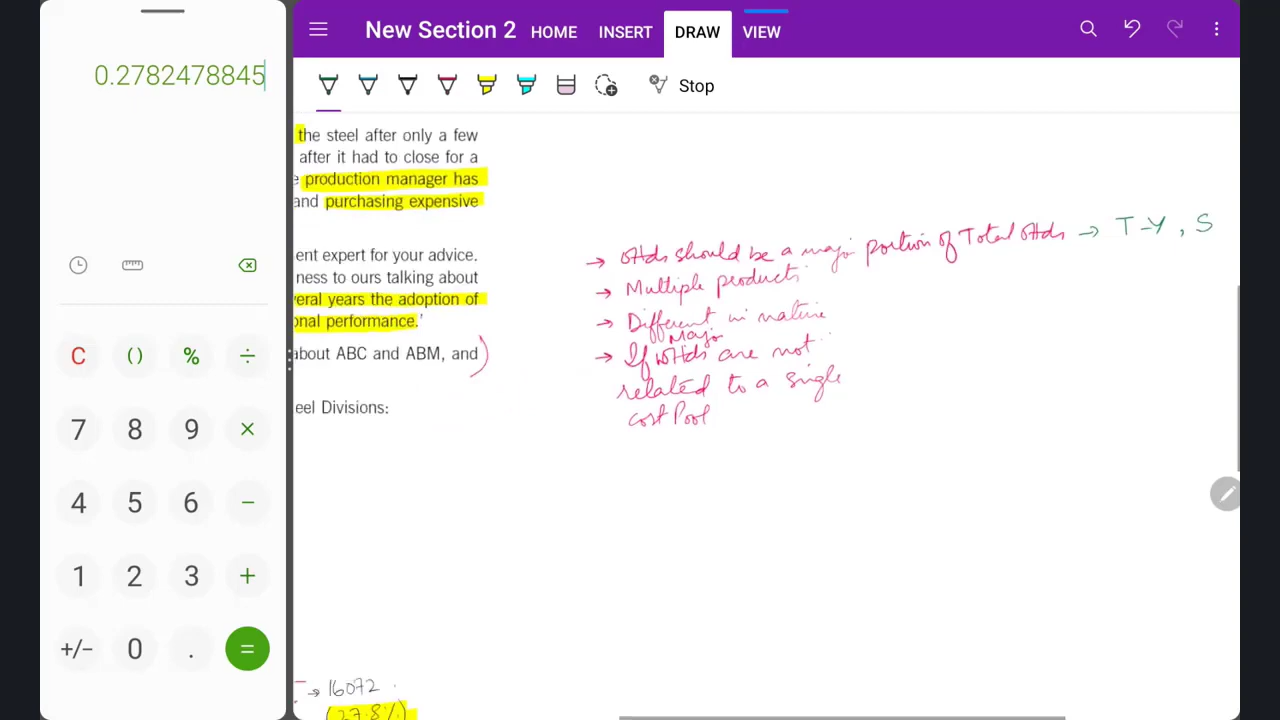 0.2782478845
New Section 2 HOME INSERT DRAW VIEW
Stop
the steel after only a few
after it had to close for a
e production manager has
and purchasing expensive
ent expert for your advice.
ness to ours talking about
veral years the adoption of
onal performance.'
about ABC and ABM, and
eel Divisions:
→ OHds should be a major portion of Total OHds → T-Y, S
→ Multiple products
→ Different in nature
Major
→ If OHds are not
related to a single
cost Pool
→ 16072
(27.8%)
C () % ÷
7 8 9 ×
4 5 6 −
1 2 3 +
+/− 0 . =